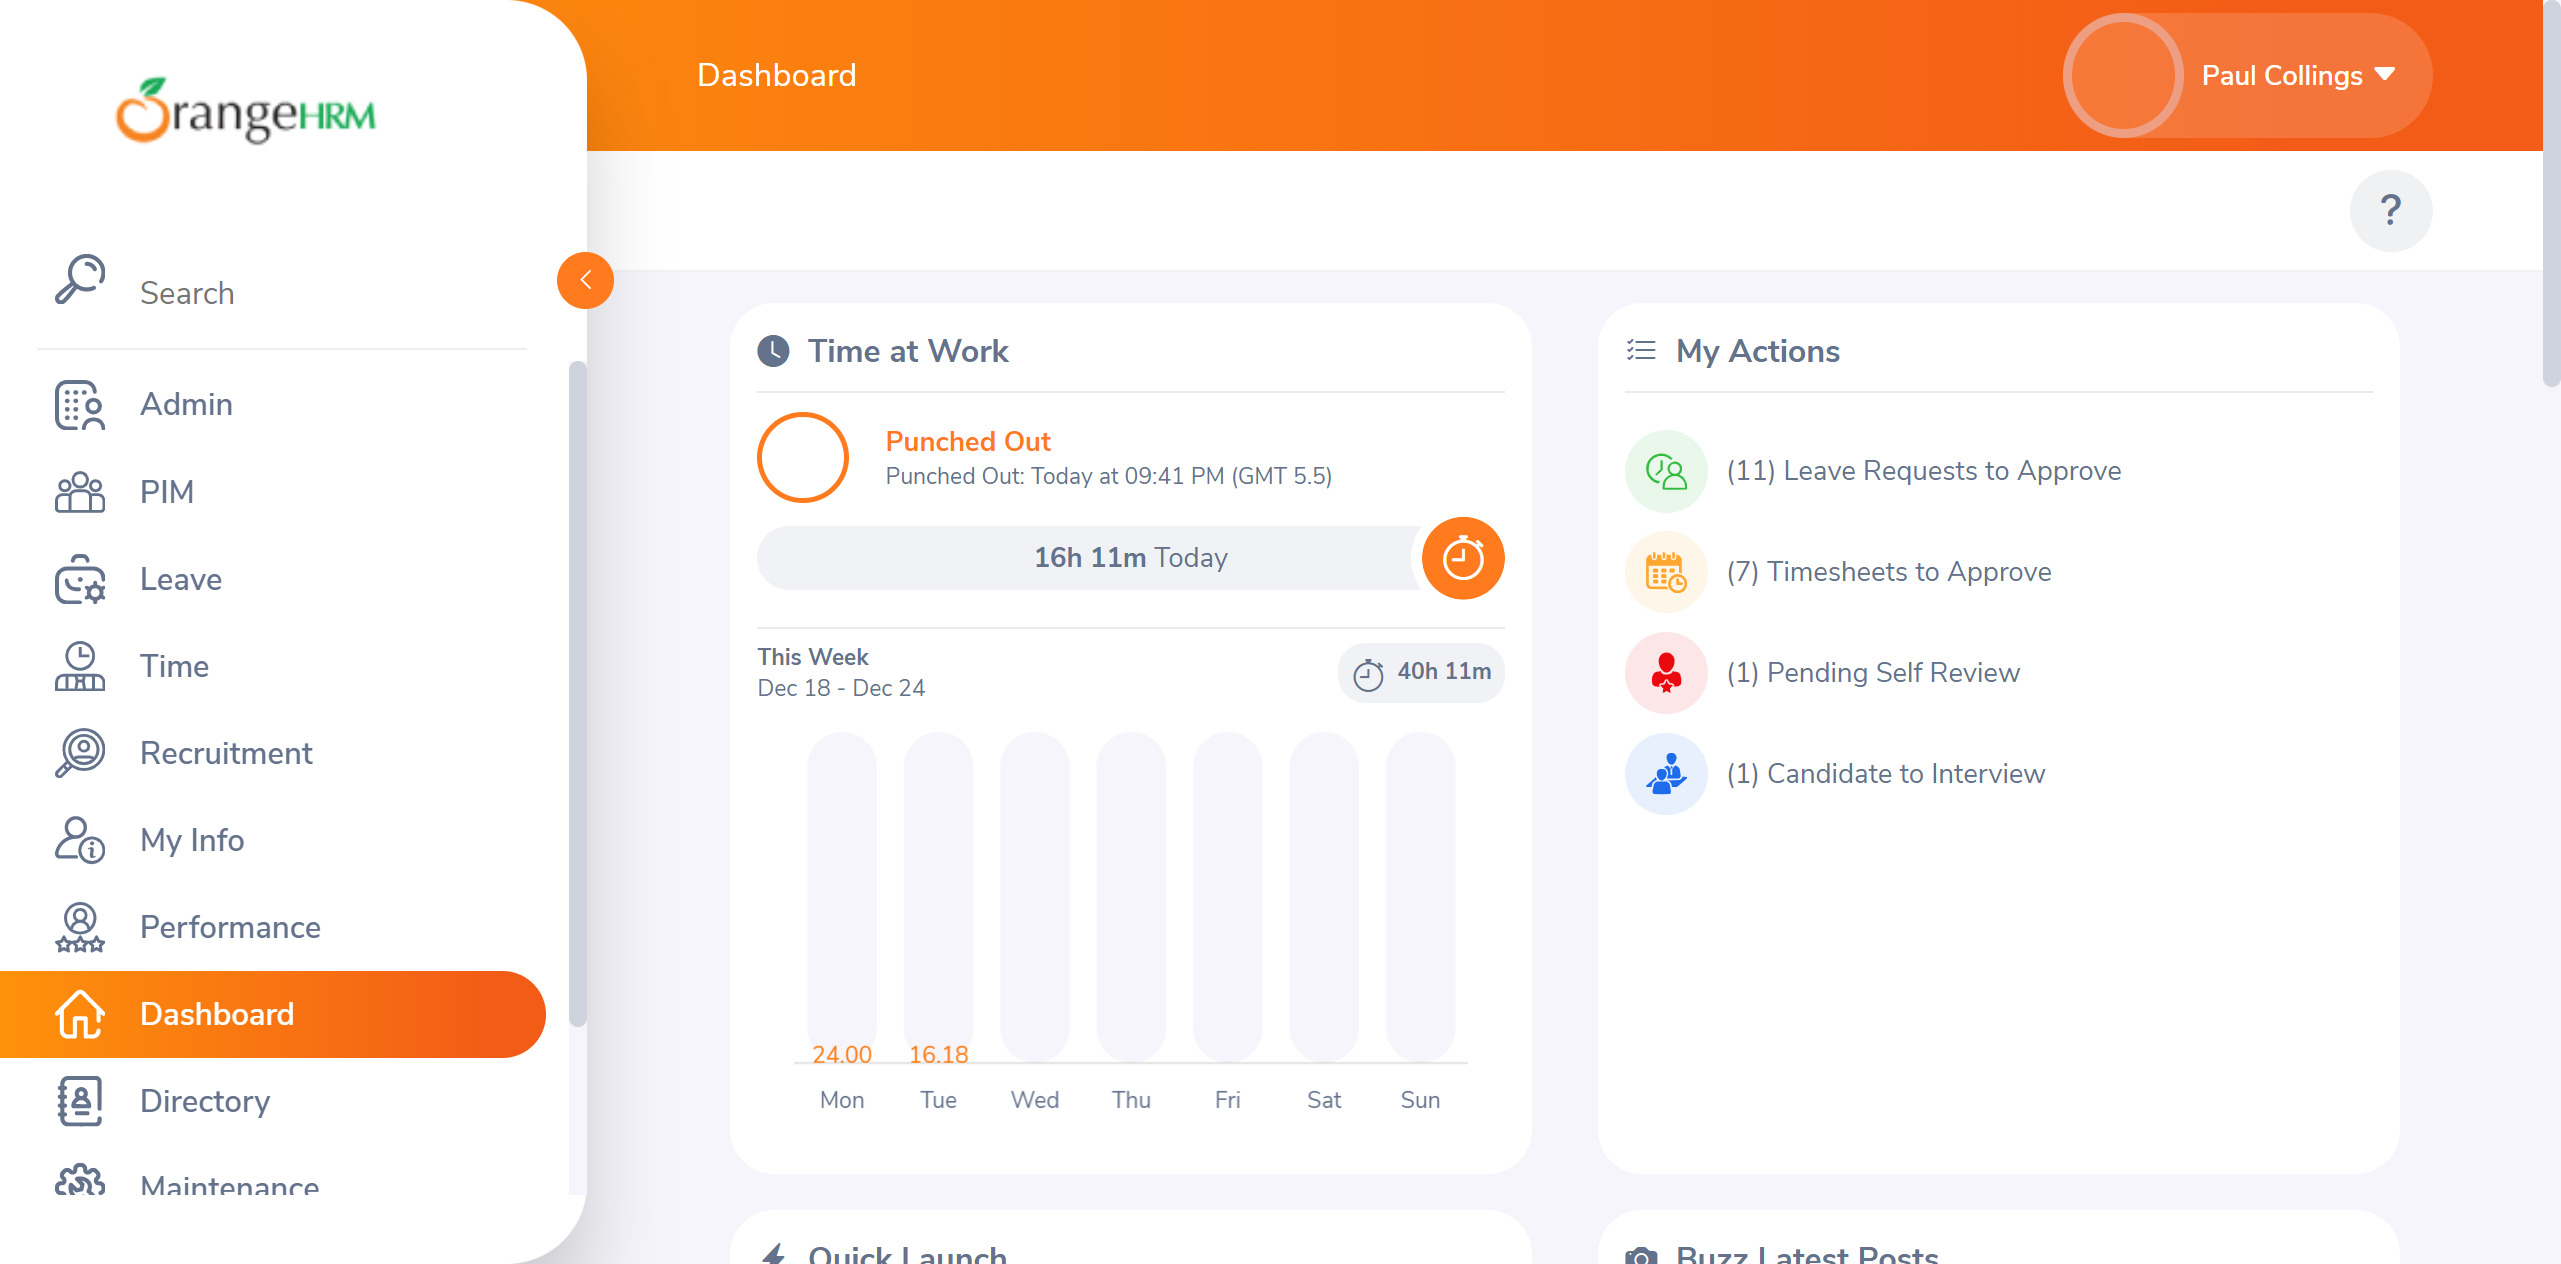 OrangeHRM
Dashboard
Paul Collings
?
Search
Admin
PIM
Leave
Time
Recruitment
My Info
Performance
Dashboard
Directory
Maintenance
Time at Work
Punched Out
Punched Out: Today at 09:41 PM (GMT 5.5)
16h 11m Today
This Week
Dec 18 - Dec 24
40h 11m
24.00 16.18
Mon Tue Wed Thu Fri Sat Sun
My Actions
(11) Leave Requests to Approve
(7) Timesheets to Approve
(1) Pending Self Review
(1) Candidate to Interview
Quick Launch
Buzz Latest Posts